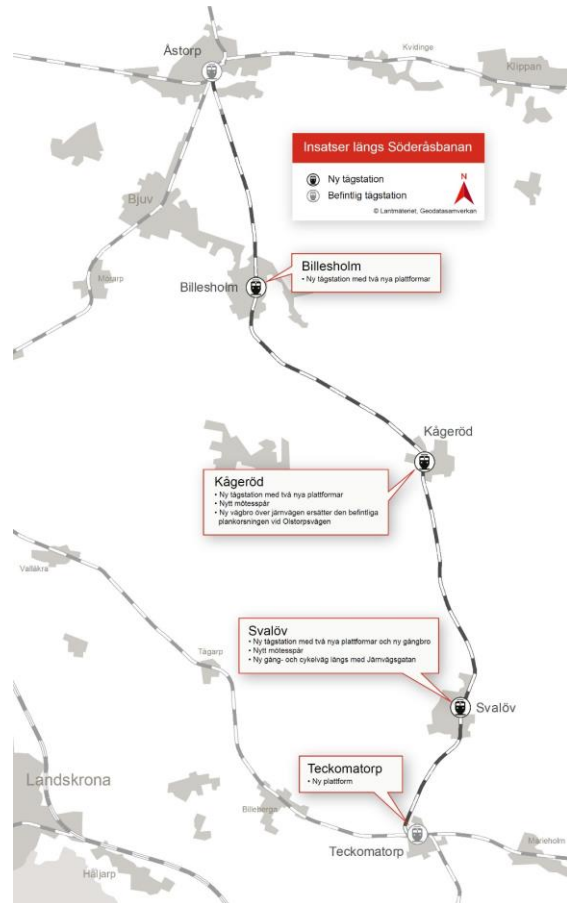 Åstorp
Kvidinge
Klippan
Insatser längs Söderåsbanan
Ny tågstation
Befintlig tågstation
N
© Lantmäteriet, Geodatasamverkan
Bjuv
Mörarp
Billesholm
• Ny tågstation med två nya plattformar
Billesholm
Kågeröd
Kågeröd
• Ny tågstation med två nya plattformar
• Nytt mötesspår
• Ny vägbro över järnvägen ersätter den befintliga
plankorsningen vid Olstorpsvägen
Vallåkra
Tågarp
Svalöv
• Ny tågstation med två nya plattformar och ny gångbro
• Nytt mötesspår
• Ny gång- och cykelväg längs med Järnvägsgatan
Svalöv
Teckomatorp
• Ny plattform
Landskrona
Billeberga
Teckomatorp
Marieholm
Häljarp